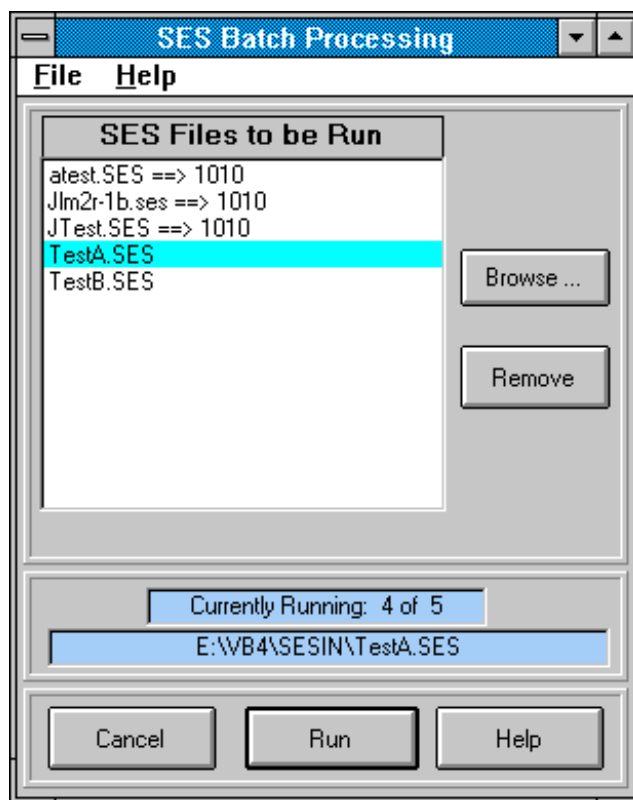 SES Batch Processing
File Help
SES Files to be Run
atest.SES ==> 1010
Jlm2r-1b.ses ==> 1010
JTest.SES ==> 1010
TestA.SES
TestB.SES
Browse ...
Remove
Currently Running: 4 of 5
E:\VB4\SESIN\TestA.SES
Cancel Run Help